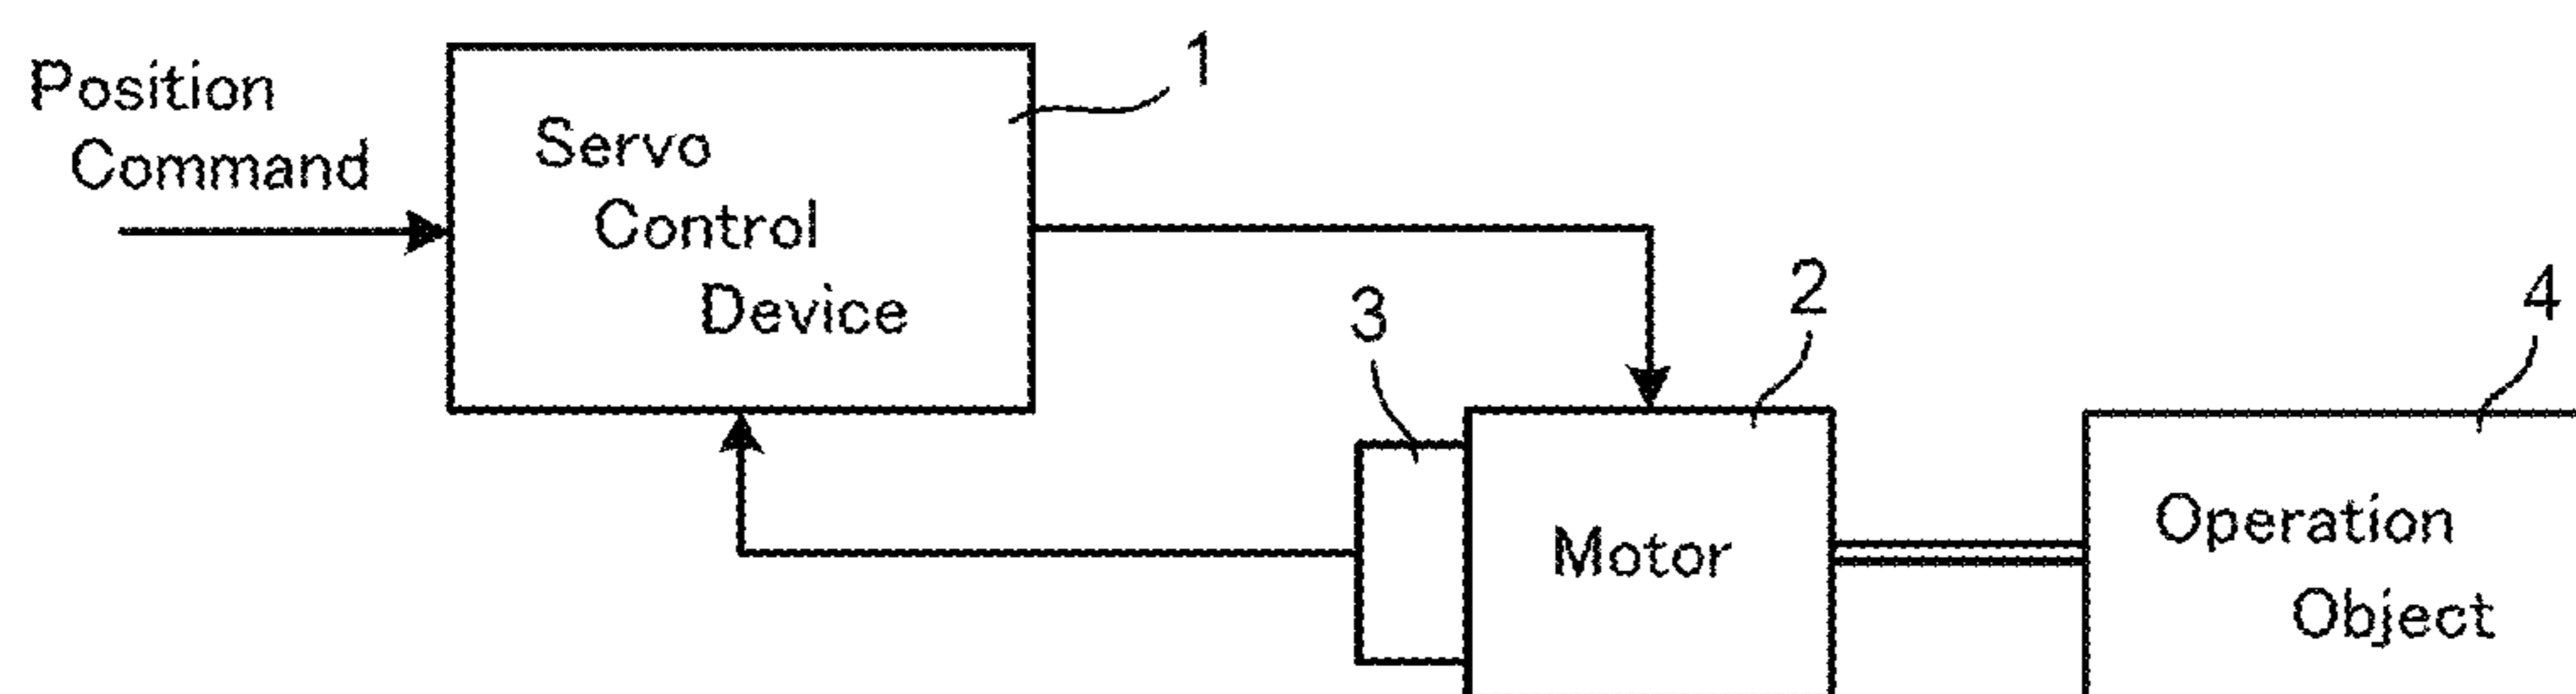 Position
Command
1
Servo
Control
Device
3
2
4
Motor
Operation
Object